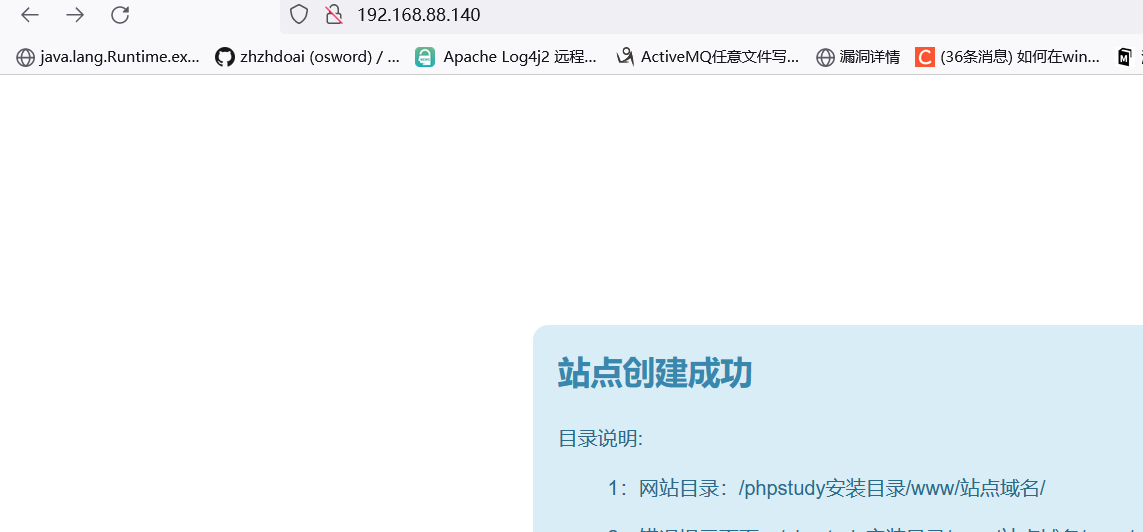 192.168.88.140
java.lang.Runtime.ex... zhzhdoai (osword) / ... Apache Log4j2 远程... ActiveMQ任意文件写... 漏洞详情 (36条消息) 如何在win...
站点创建成功
目录说明:
1：网站目录：/phpstudy安装目录/www/站点域名/